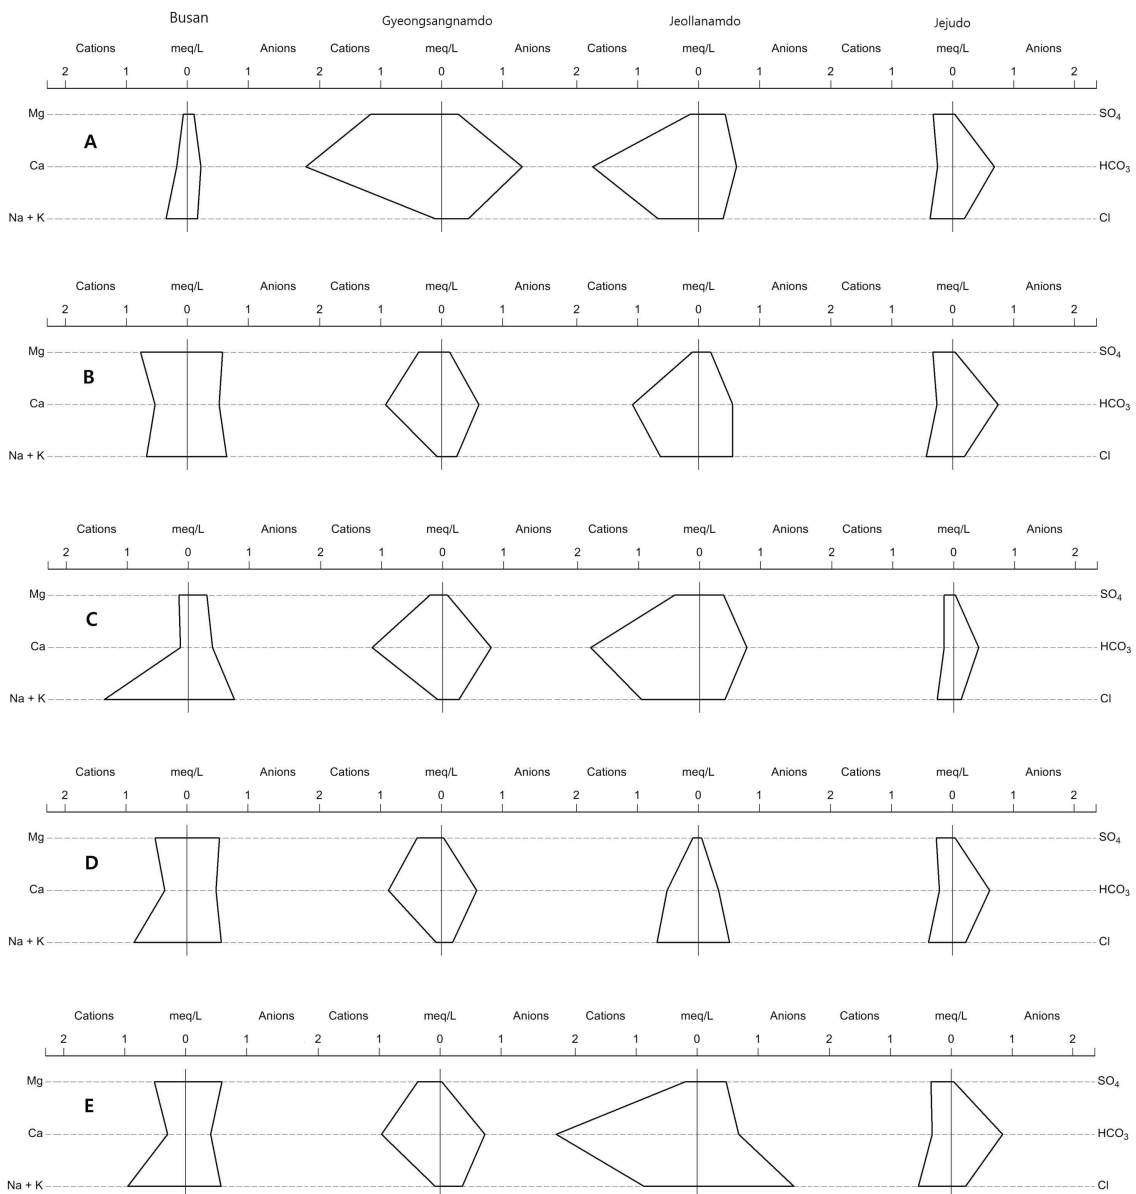 Busan Gyeongsangnamdo Jeollanamdo Jejudo
Cations meq/L Anions Cations meq/L Anions Cations meq/L Anions Cations meq/L Anions
2 1 0 1 2 1 0 1 2 1 0 1 2 1 0 1 2
Mg SO4
A
Ca HCO3
Na + K Cl
Cations meq/L Anions Cations meq/L Anions Cations meq/L Anions Cations meq/L Anions
2 1 0 1 2 1 0 1 2 1 0 1 2 1 0 1 2
Mg SO4
B
Ca HCO3
Na + K Cl
Cations meq/L Anions Cations meq/L Anions Cations meq/L Anions Cations meq/L Anions
2 1 0 1 2 1 0 1 2 1 0 1 2 1 0 1 2
Mg SO4
C
Ca HCO3
Na + K Cl
Cations meq/L Anions Cations meq/L Anions Cations meq/L Anions Cations meq/L Anions
2 1 0 1 2 1 0 1 2 1 0 1 2 1 0 1 2
Mg SO4
D
Ca HCO3
Na + K Cl
Cations meq/L Anions Cations meq/L Anions Cations meq/L Anions Cations meq/L Anions
2 1 0 1 2 1 0 1 2 1 0 1 2 1 0 1 2
Mg SO4
E
Ca HCO3
Na + K Cl